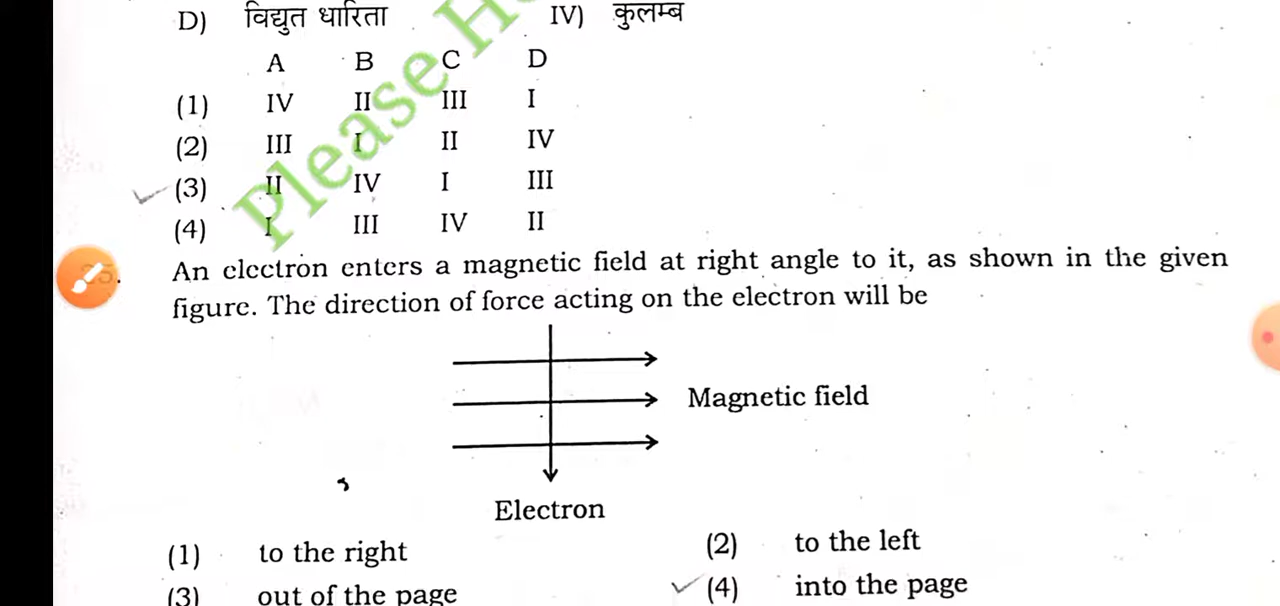 D) विद्युत धारिता IV) कुलम्ब
A B C D
(1) IV II III I
(2) III I II IV
(3) II IV I III
(4) I III IV II
25. An electron enters a magnetic field at right angle to it, as shown in the given
figure. The direction of force acting on the electron will be
Magnetic field
Electron
(1) to the right (2) to the left
(3) out of the page (4) into the page
Please